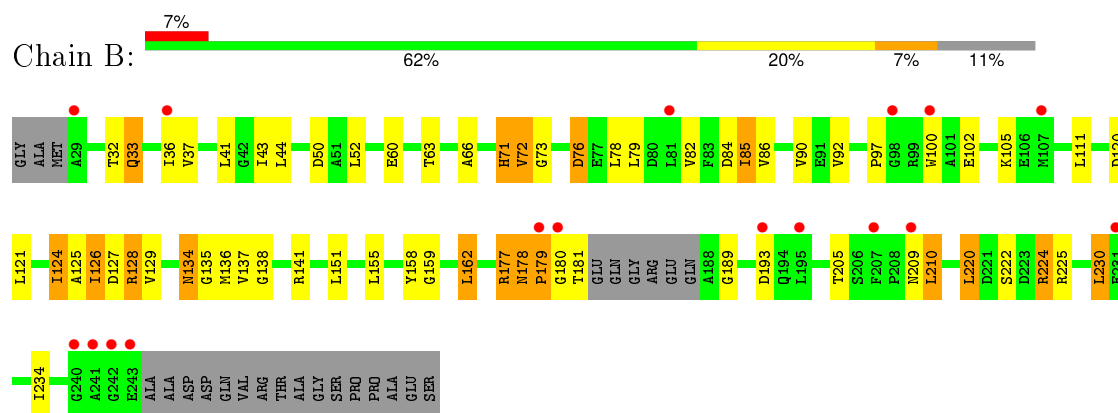 7%
Chain B:
62% 20% 7% 11%
GLY ALA MET A29 T32 Q33 I36 V37 L41 G42 I43 L44 D50 A51 L52 E60 T63 A66 H71 V72 G73 D76 E77 L78 L79 D80 L81 V82 F83 D84 I85 V86 V90 E91 V92 P97 G98 R99 W100 A101 E102 K105 E106 M107 L111 D120
L121 I124 A125 I126 D127 R128 V129 N134 G135 M136 V137 G138 R141 L151 L155 Y158 G159 L162 R177 N178 P179 G180 T181 GLU GLN GLY ARG GLU GLN A188 G189 D193 Q194 L195 T205 S206 F207 P208 N209 L210 L220 D221 S222 D223 R224 R225 L230
I234 G240 A241 G242 E243 ALA ALA ASP ASP GLN VAL ARG THR ALA GLY SER PRO PRO ALA GLU SER